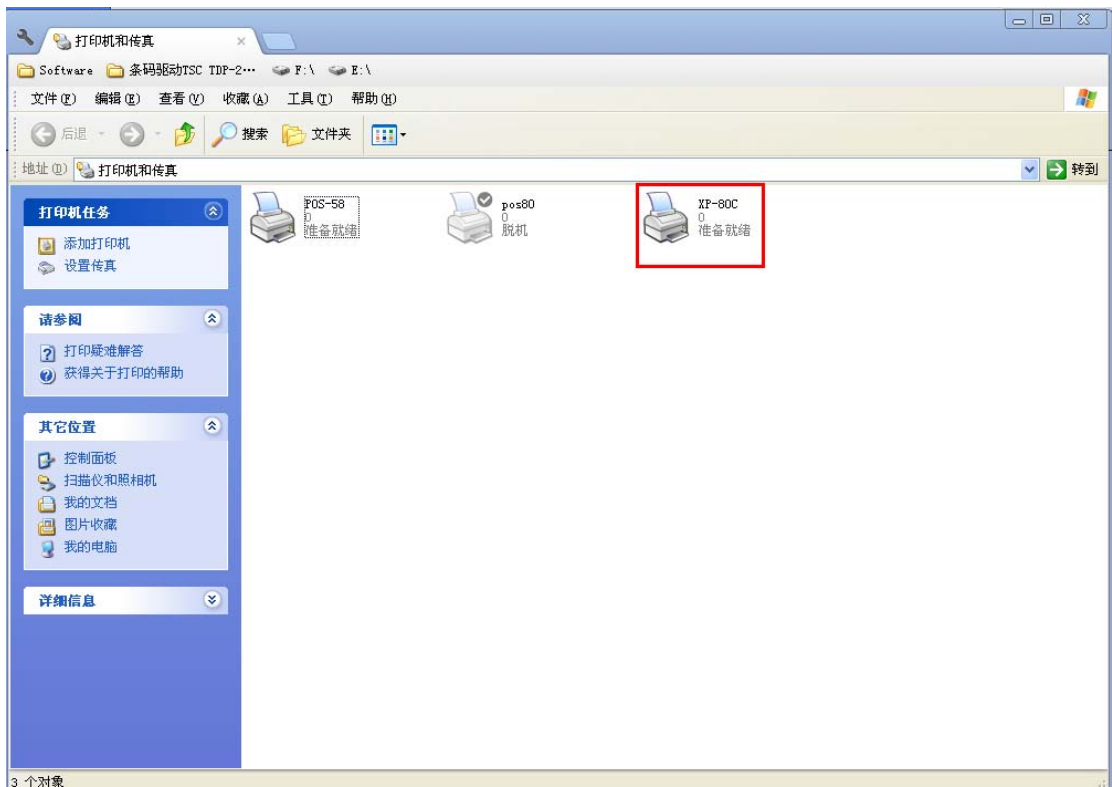 打印机和传真
Software 条码驱动TSC TDP-2… F:\ E:\
文件(F) 编辑(E) 查看(V) 收藏(A) 工具(T) 帮助(H)
后退 搜索 文件夹
地址(D) 打印机和传真 转到
打印机任务
添加打印机
设置传真
请参阅
打印疑难解答
获得关于打印的帮助
其它位置
控制面板
扫描仪和照相机
我的文档
图片收藏
我的电脑
详细信息
POS-58
0
准备就绪
pos80
0
脱机
XP-80C
0
准备就绪
3 个对象